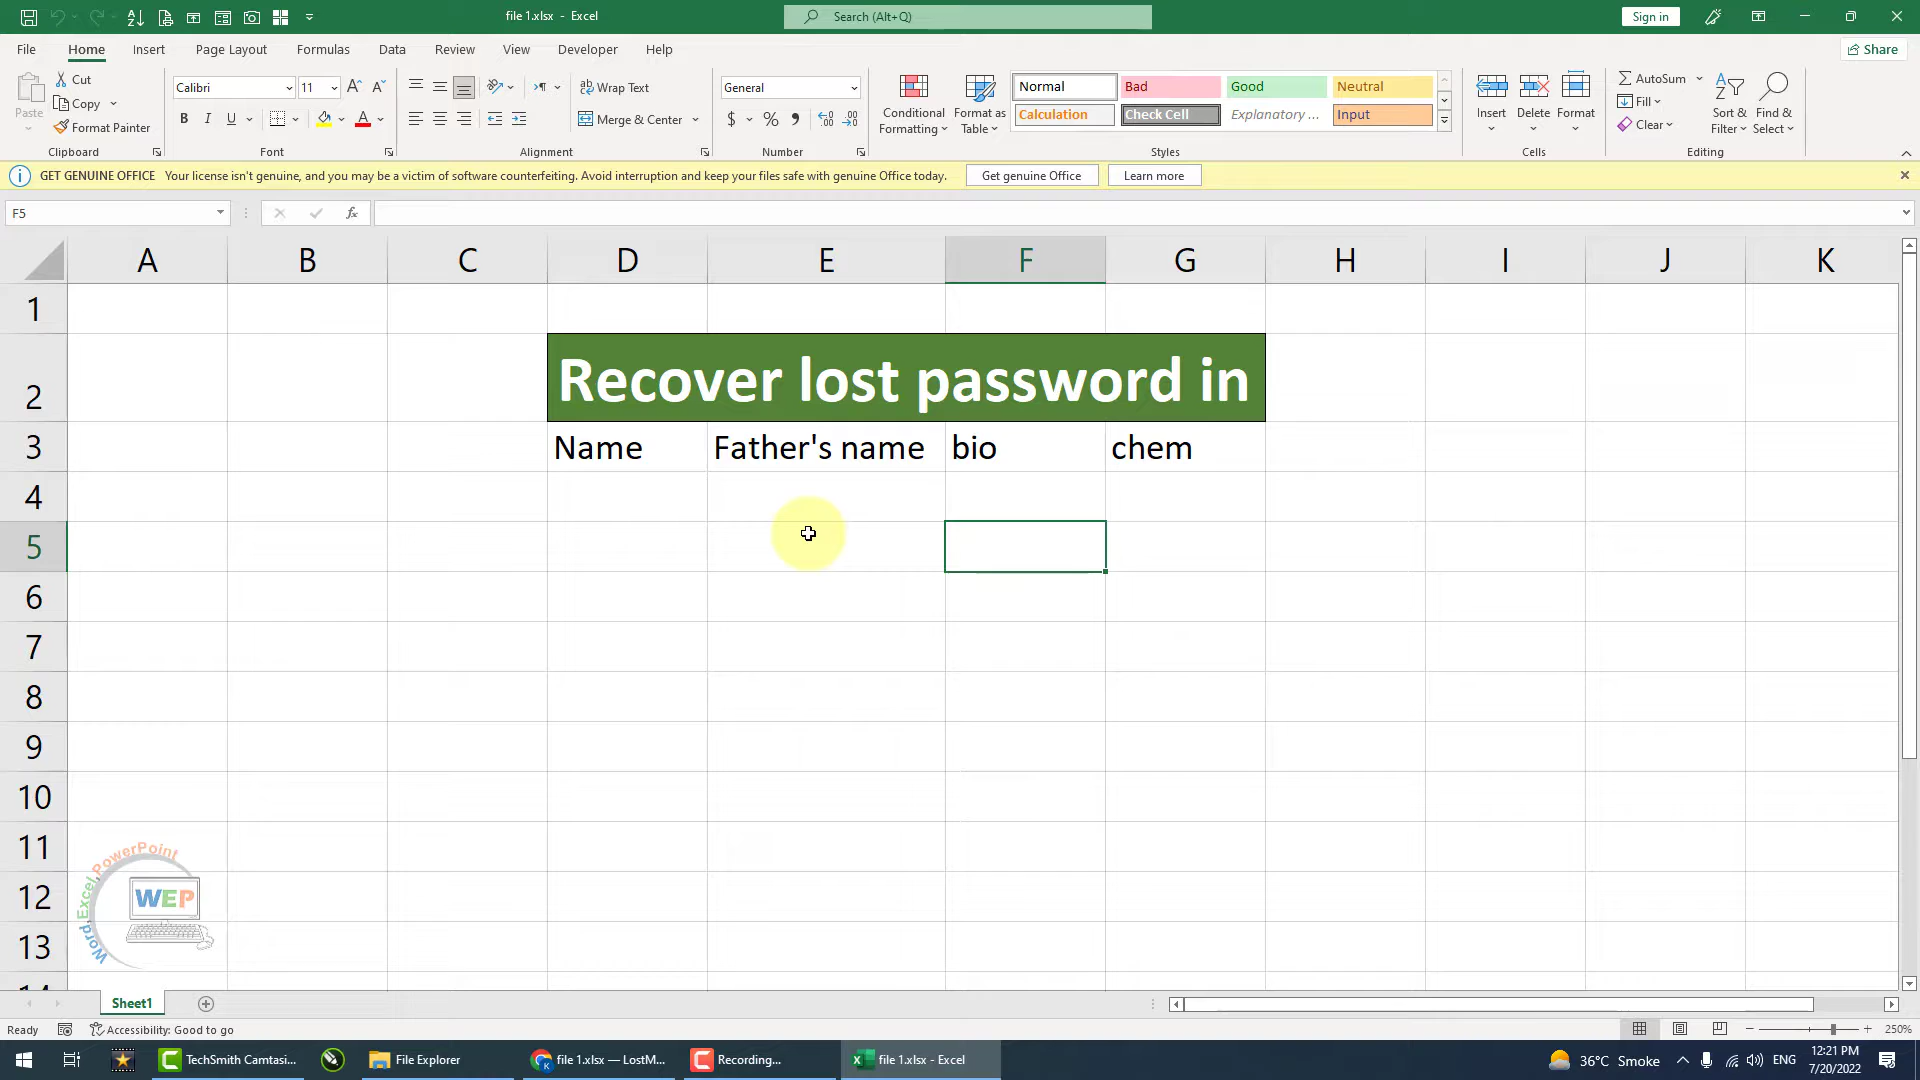 file 1.xlsx - Excel
Search (Alt+Q)
Sign in
File Home Insert Page Layout Formulas Data Review View Developer Help
Share
Paste
Cut
Copy
Format Painter
Clipboard
Calibri 11
B I U
Font
Wrap Text
Merge & Center
Alignment
General
$ % 9
Number
Conditional Formatting
Format as Table
Normal Bad Good Neutral
Calculation Check Cell Explanatory ... Input
Styles
Insert Delete Format
Cells
AutoSum
Fill
Clear
Sort & Filter
Find & Select
Editing
GET GENUINE OFFICE Your license isn't genuine, and you may be a victim of software counterfeiting. Avoid interruption and keep your files safe with genuine Office today. Get genuine Office Learn more
F5 fx
A B C D E F G H I J K
1
2 Recover lost password in
3 Name Father's name bio chem
4
5
6
7
8
9
10
11
12
13
14
Word,Excel,PowerPoint
WEP
Sheet1
Ready Accessibility: Good to go 250%
TechSmith Camtasi... File Explorer file 1.xlsx — LostM... Recording... file 1.xlsx - Excel
36°C Smoke ENG
12:21 PM
7/20/2022